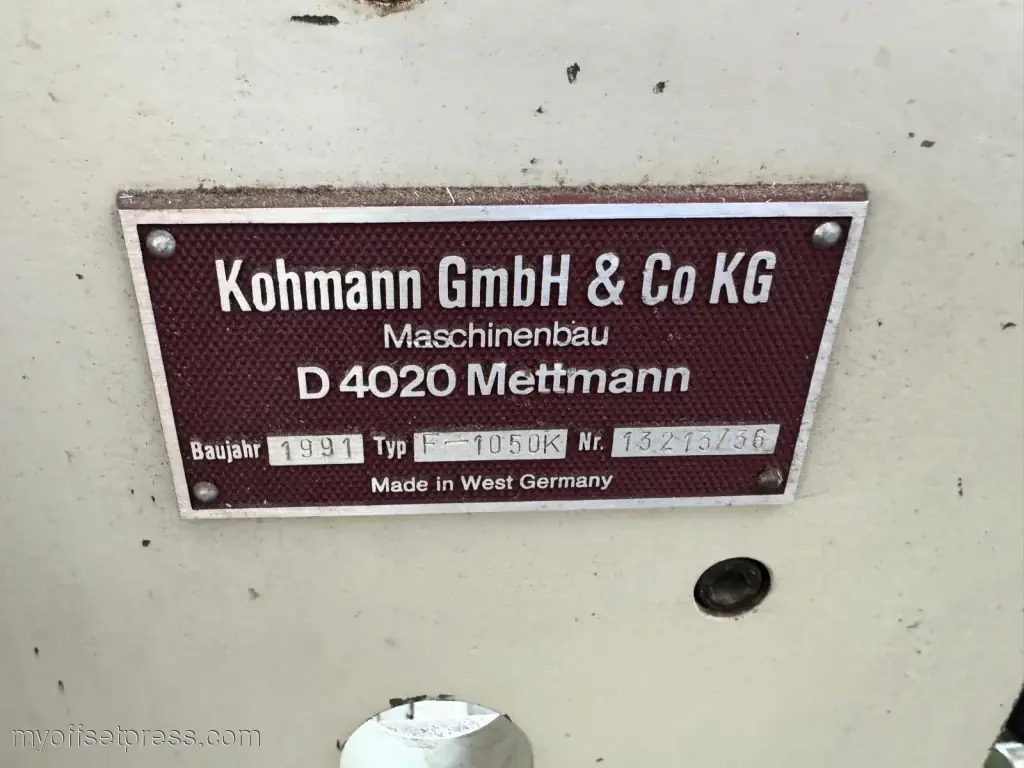 Kohmann GmbH & Co KG
Maschinenbau
D 4020 Mettmann
Baujahr 1991 Typ F-1050K Nr. 13213/36
Made in West Germany
myoffsetpress.com